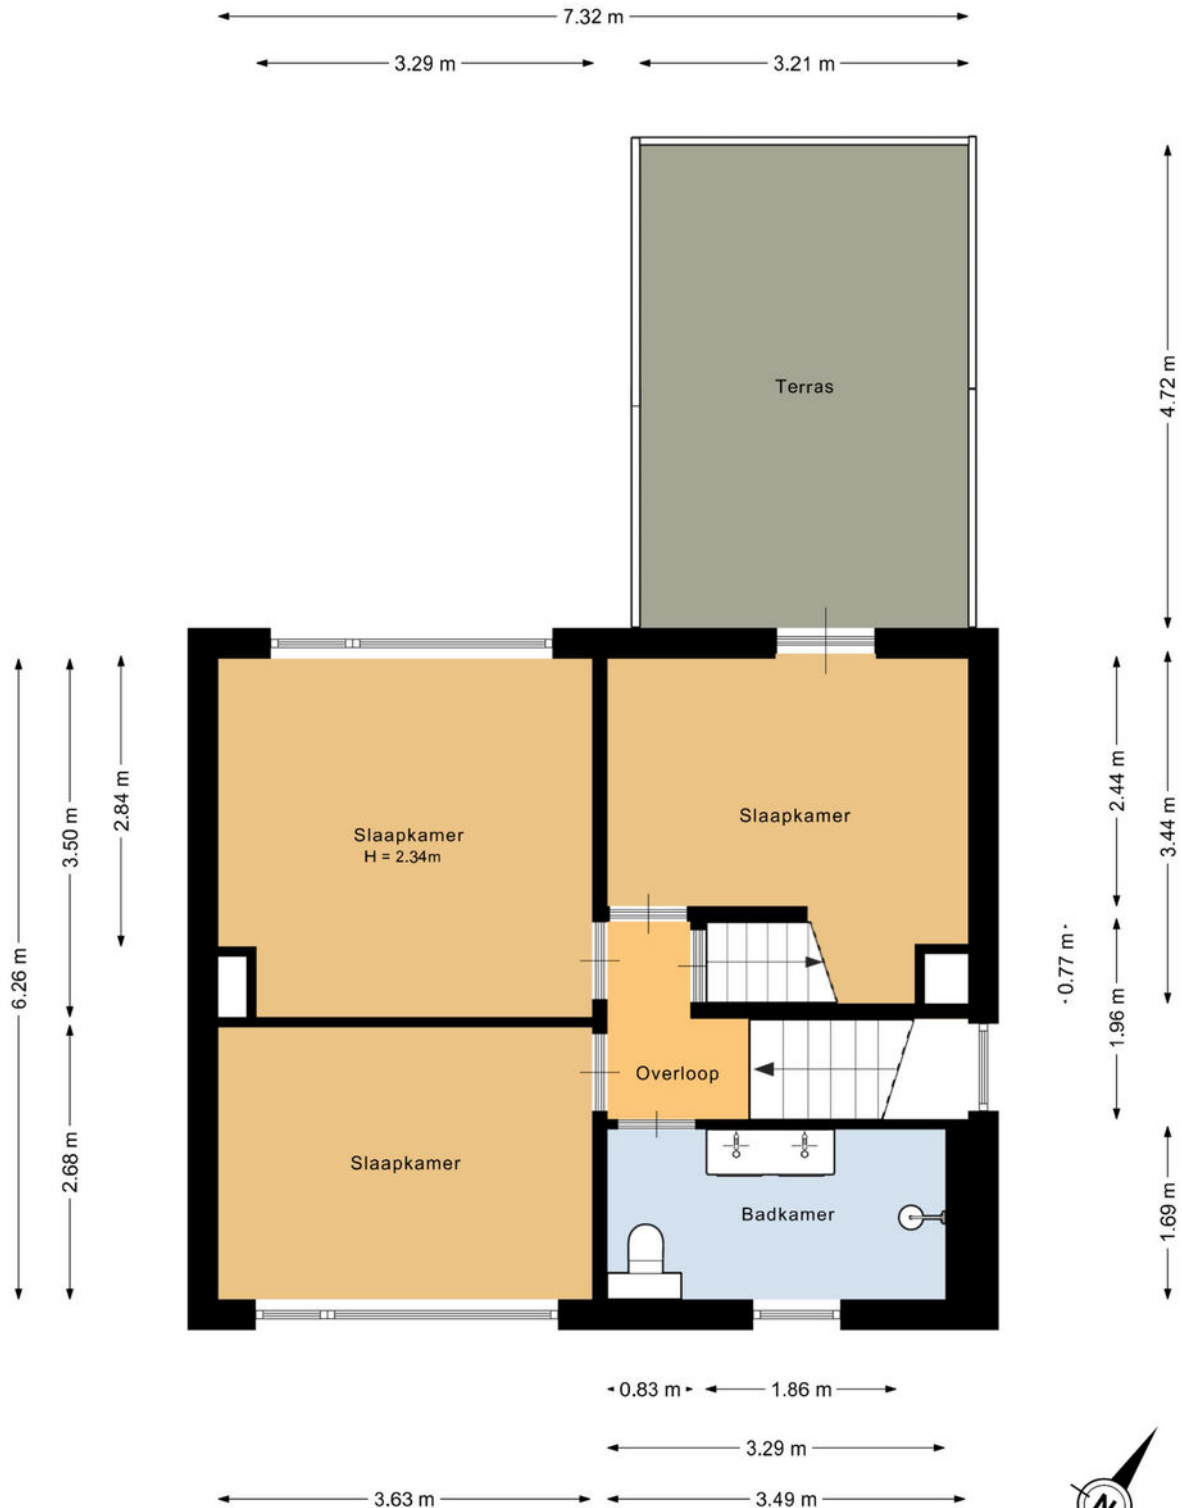 7.32 m
3.29 m
3.21 m
4.72 m
Terras
6.26 m
3.50 m
2.84 m
2.44 m
3.44 m
Slaapkamer
H = 2.34m
Slaapkamer
0.77 m
1.96 m
Overloop
2.68 m
Slaapkamer
Badkamer
1.69 m
0.83 m
1.86 m
3.29 m
3.63 m
3.49 m
N